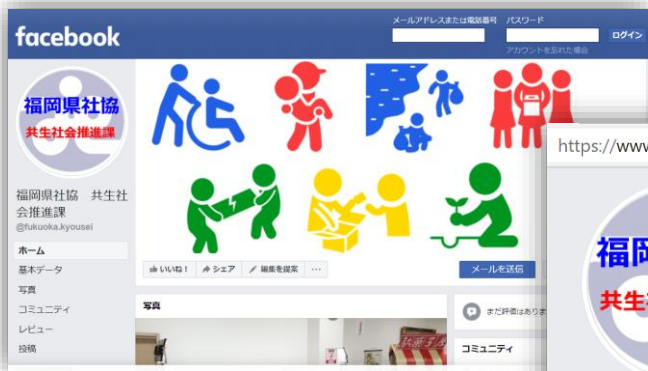 facebook
メールアドレスまたは電話番号 パスワード
ログイン
アカウントを忘れた場合
福岡県社協
共生社会推進課
福岡県社協 共生社
会推進課
@fukuoka.kyousei
ホーム
基本データ
写真
コミュニティ
レビュー
投稿
いいね! シェア 編集を提案 ...
メールを送信
写真
まだ評価はありま
コミュニティ
駄菓子屋
https://www
福岡
共生